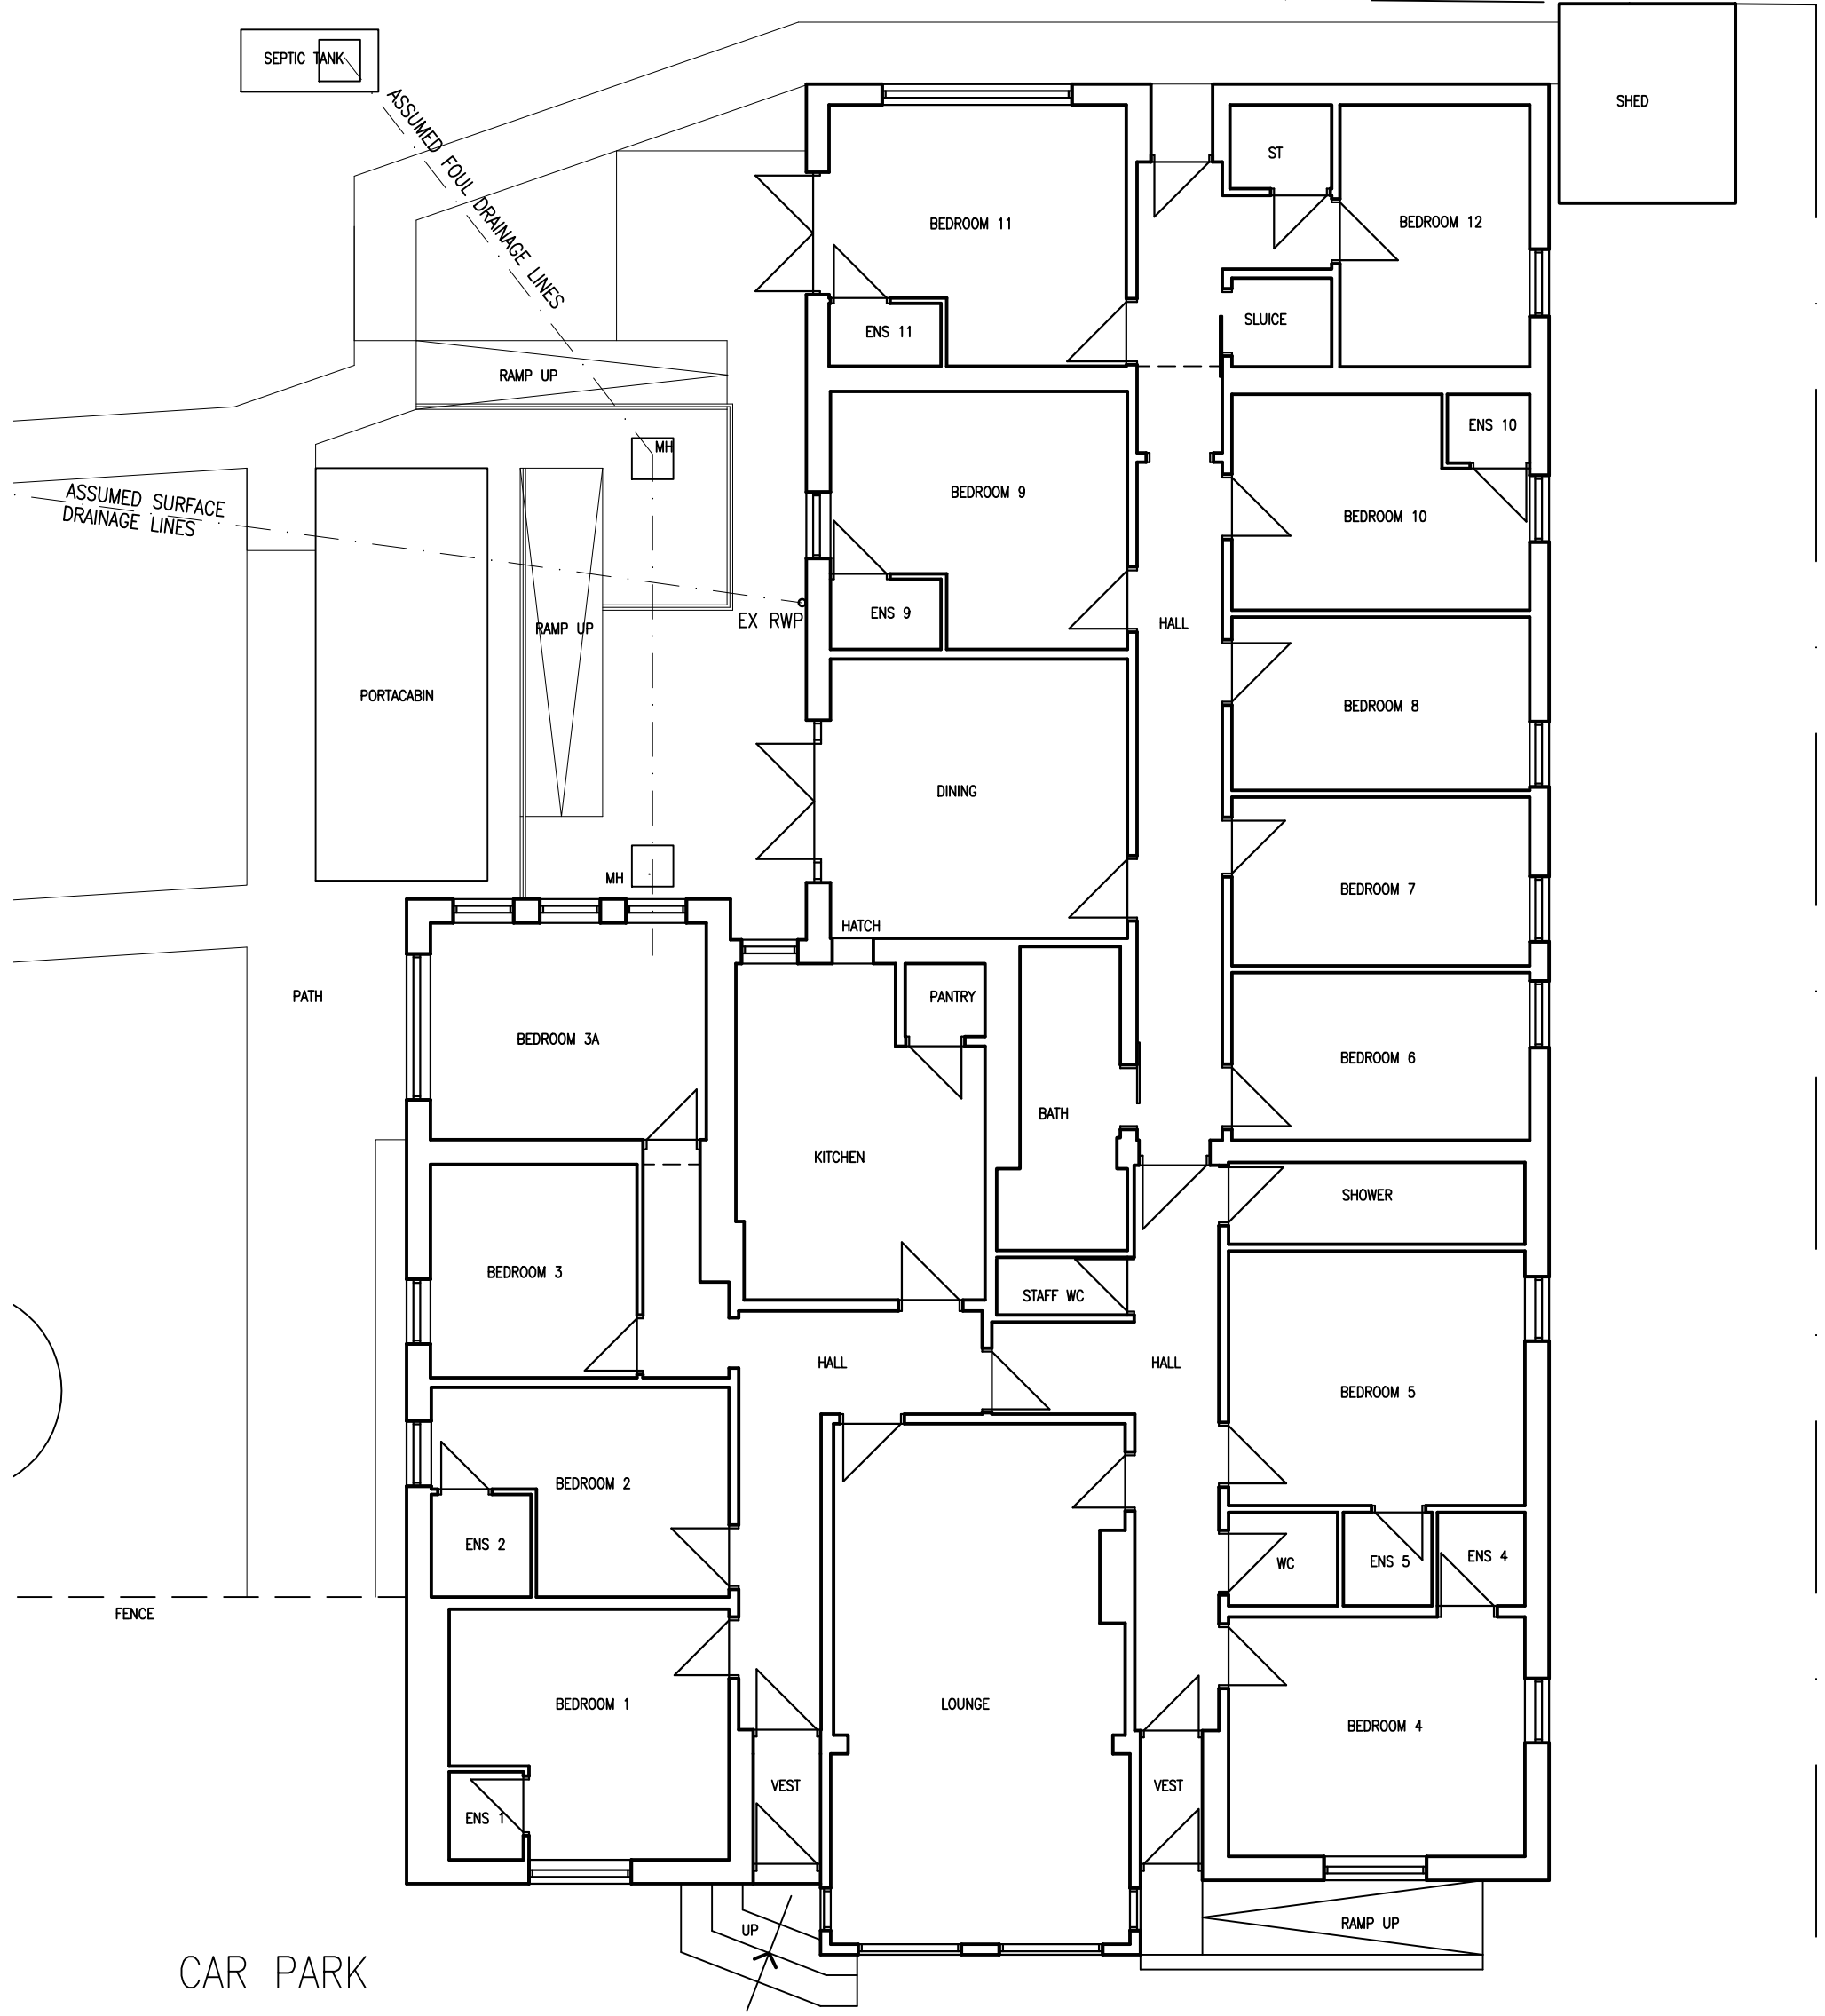 SEPTIC TANK
SHED
ASSUMED FOUL DRAINAGE LINES
ST
BEDROOM 11
BEDROOM 12
ENS 11
SLUICE
RAMP UP
ENS 10
MH
BEDROOM 9
ASSUMED SURFACE
DRAINAGE LINES
BEDROOM 10
ENS 9
EX RWP
HALL
RAMP UP
PORTACABIN
BEDROOM 8
DINING
MH
BEDROOM 7
HATCH
PATH
PANTRY
BEDROOM 3A
BEDROOM 6
BATH
KITCHEN
SHOWER
BEDROOM 3
STAFF WC
HALL
HALL
BEDROOM 5
BEDROOM 2
ENS 2
WC
ENS 5
ENS 4
FENCE
BEDROOM 1
LOUNGE
BEDROOM 4
VEST
VEST
ENS 1
UP
RAMP UP
CAR PARK